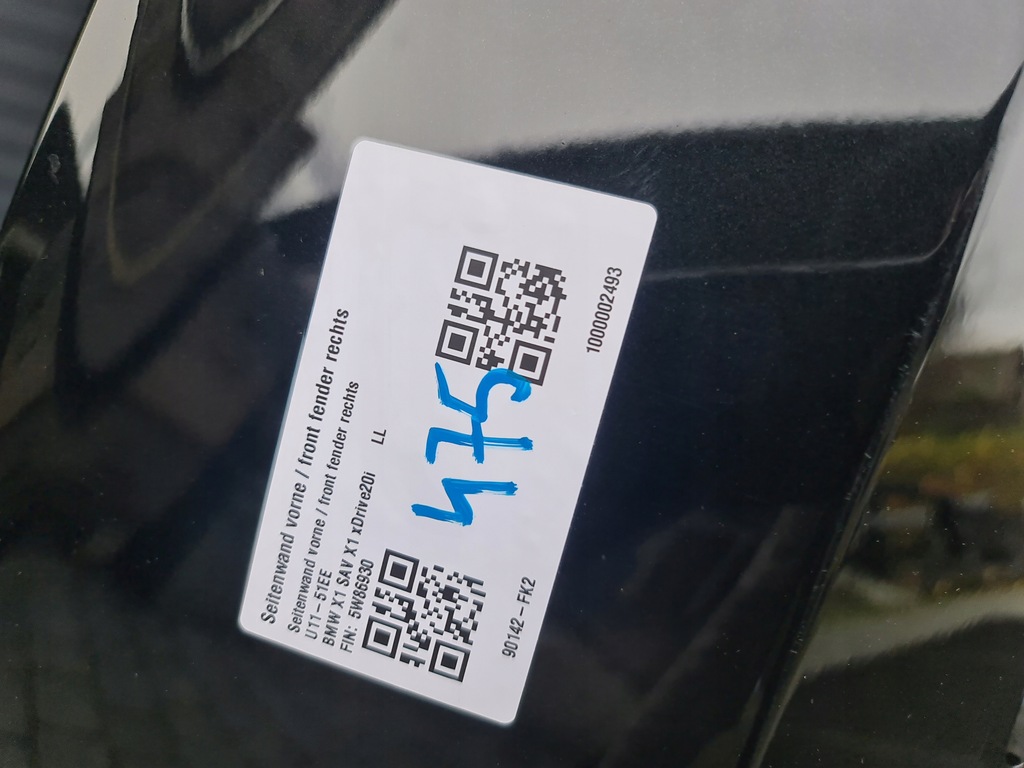 Seitenwand vorne / front fender rechts
Seitenwand vorne / front fender rechts
U11-51EE
BMW X1 SAV X1 xDrive20i LL
FIN: 5W86930
475
90142-FK2
1000002493